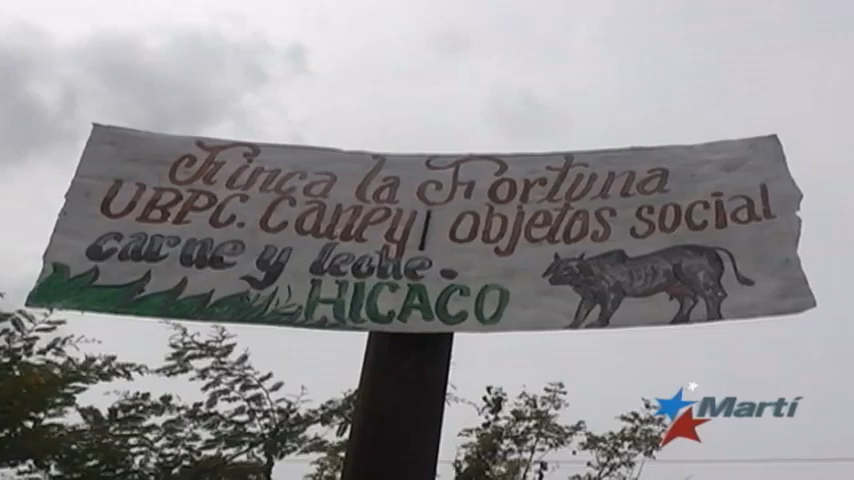 Finca la Fortuna
UBPC. Caney objetos social
carne y leche.
HICACO
Martí